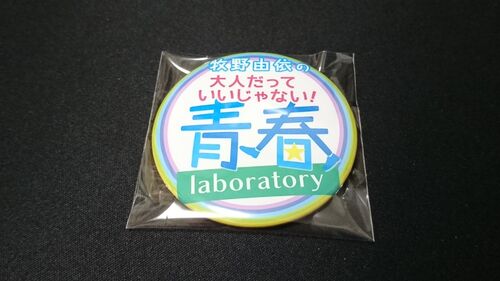 牧野由依の
大人だって
いいじゃない!
青春
laboratory